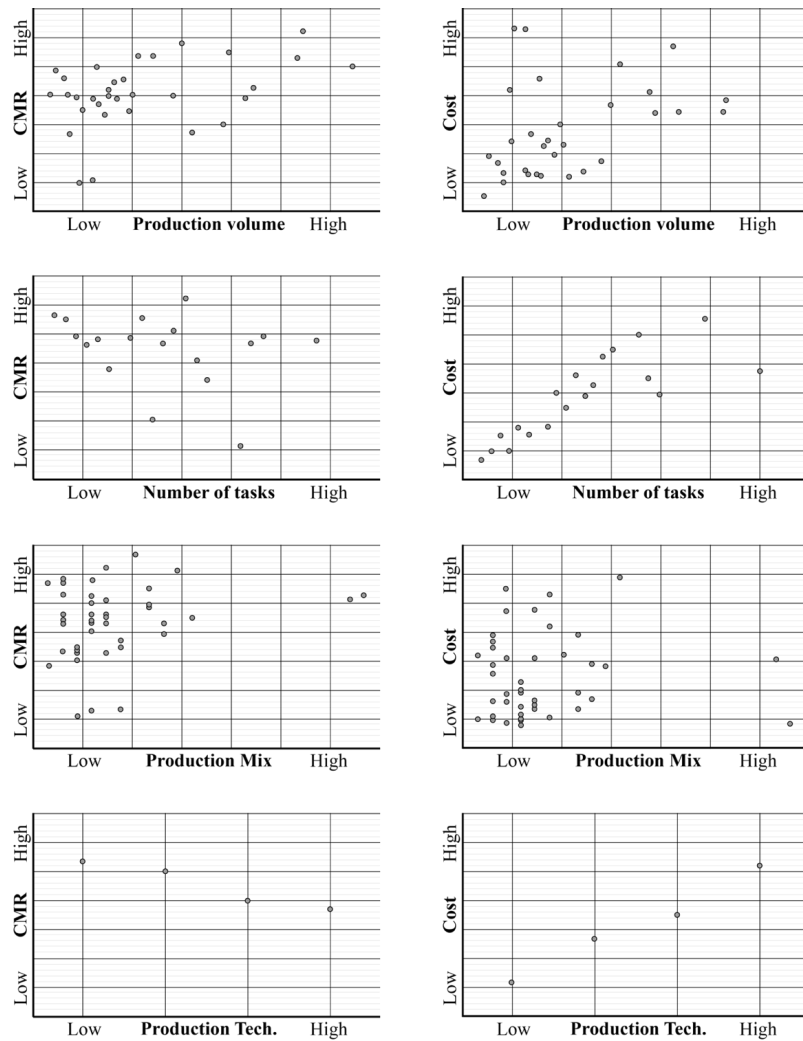 High
CMR
Low
Low Production volume High
High
Cost
Low
Low Production volume High
High
CMR
Low
Low Number of tasks High
High
Cost
Low
Low Number of tasks High
High
CMR
Low
Low Production Mix High
High
Cost
Low
Low Production Mix High
High
CMR
Low
Low Production Tech. High
High
Cost
Low
Low Production Tech. High